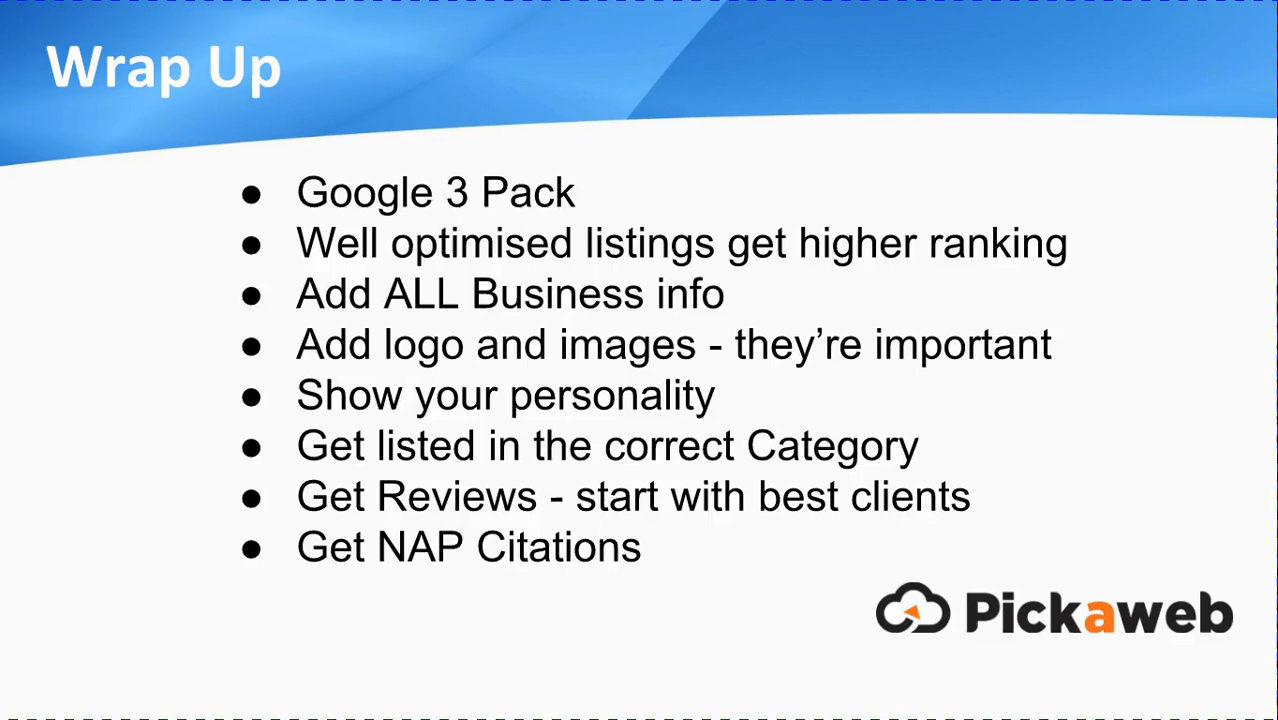 Wrap Up
● Google 3 Pack
● Well optimised listings get higher ranking
● Add ALL Business info
● Add logo and images - they’re important
● Show your personality
● Get listed in the correct Category
● Get Reviews - start with best clients
● Get NAP Citations
Pickaweb